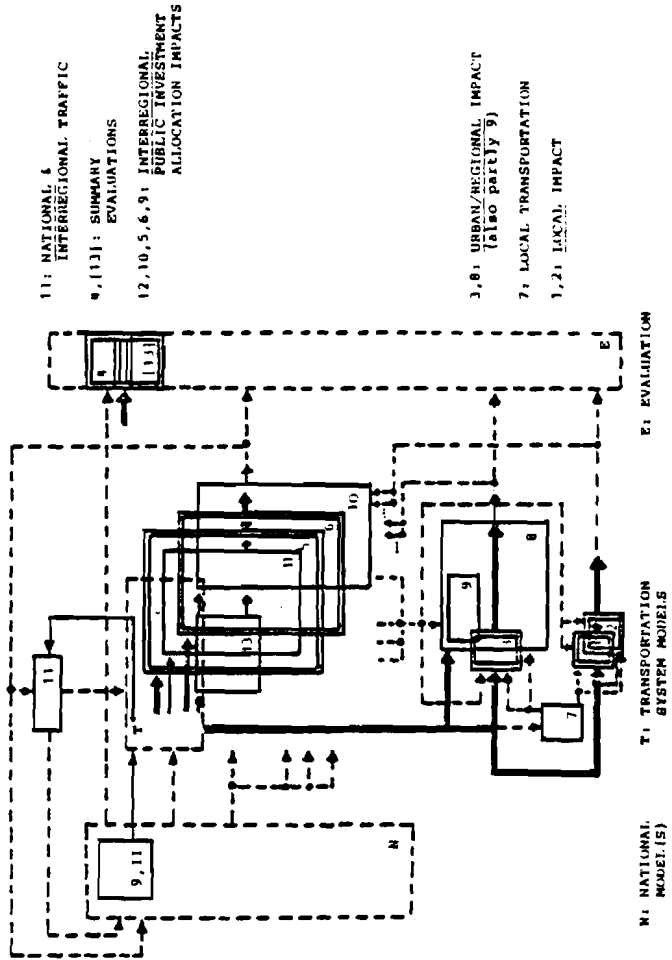 11: NATIONAL &
INTERREGIONAL TRAFFIC
4,[13]: SUMMARY
EVALUATIONS
12,10,5,6,9: INTERREGIONAL
PUBLIC INVESTMENT
ALLOCATION IMPACTS
3,8: URBAN/REGIONAL IMPACT
(also partly 9)
7: LOCAL TRANSPORTATION
1,2: LOCAL IMPACT
11
9,11
N
T
4
[13]
E
13
11
6
10
9
8
3
7
2
N: NATIONAL
MODEL(S)
T: TRANSPORTATION
SYSTEM MODELS
E: EVALUATION